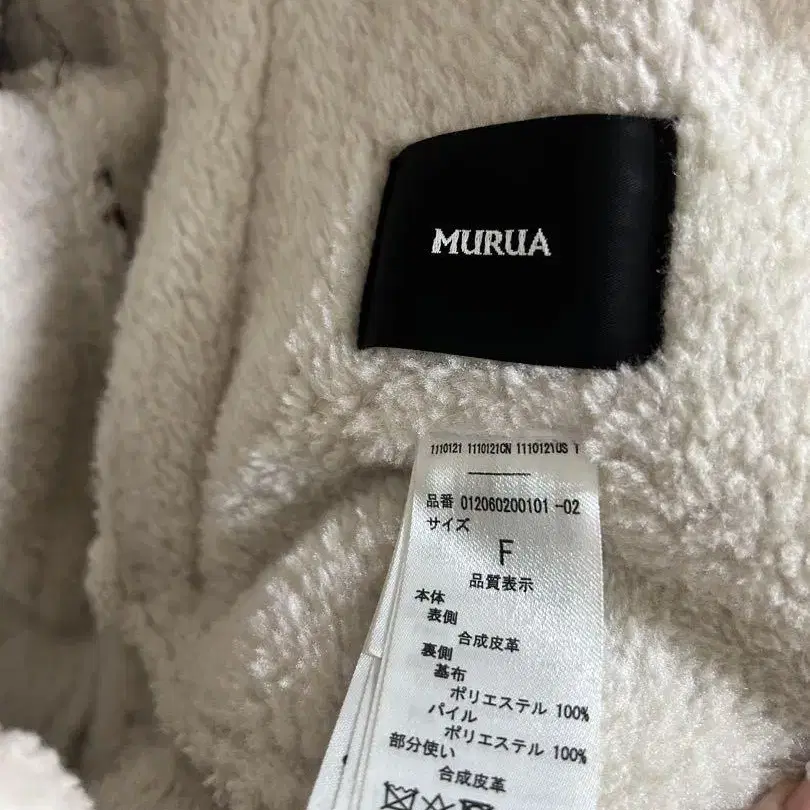 MURUA
1110121 1110121CN 1110121US 1
品番 012060200101 -02
サイズ
F
品質表示
本体
表側
合成皮革
裏側
基布
ポリエステル 100%
パイル
ポリエステル 100%
部分使い
合成皮革